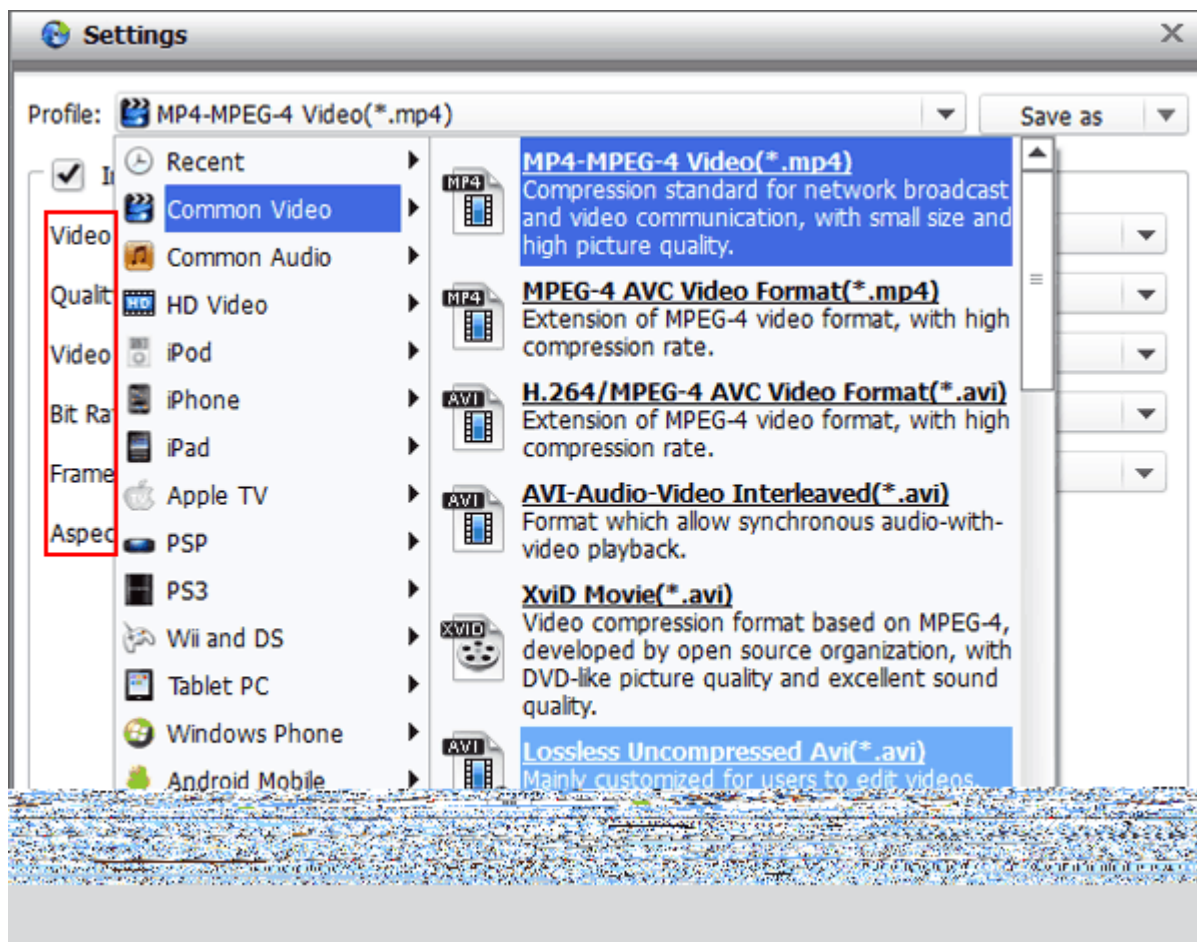 Settings
Profile:
MP4-MPEG-4 Video(*.mp4)
Save as
Video
Qualit
Video
Bit Ra
Frame
Aspec
Recent
Common Video
Common Audio
HD Video
iPod
iPhone
iPad
Apple TV
PSP
PS3
Wii and DS
Tablet PC
Windows Phone
Android Mobile
MP4
MP4-MPEG-4 Video(*.mp4)
Compression standard for network broadcast
and video communication, with small size and
high picture quality.
MP4
MPEG-4 AVC Video Format(*.mp4)
Extension of MPEG-4 video format, with high
compression rate.
AVI
H.264/MPEG-4 AVC Video Format(*.avi)
Extension of MPEG-4 video format, with high
compression rate.
AVI
AVI-Audio-Video Interleaved(*.avi)
Format which allow synchronous audio-with-
video playback.
XVID
XviD Movie(*.avi)
Video compression format based on MPEG-4,
developed by open source organization, with
DVD-like picture quality and excellent sound
quality.
AVI
Lossless Uncompressed Avi(*.avi)
Mainly customized for users to edit videos.